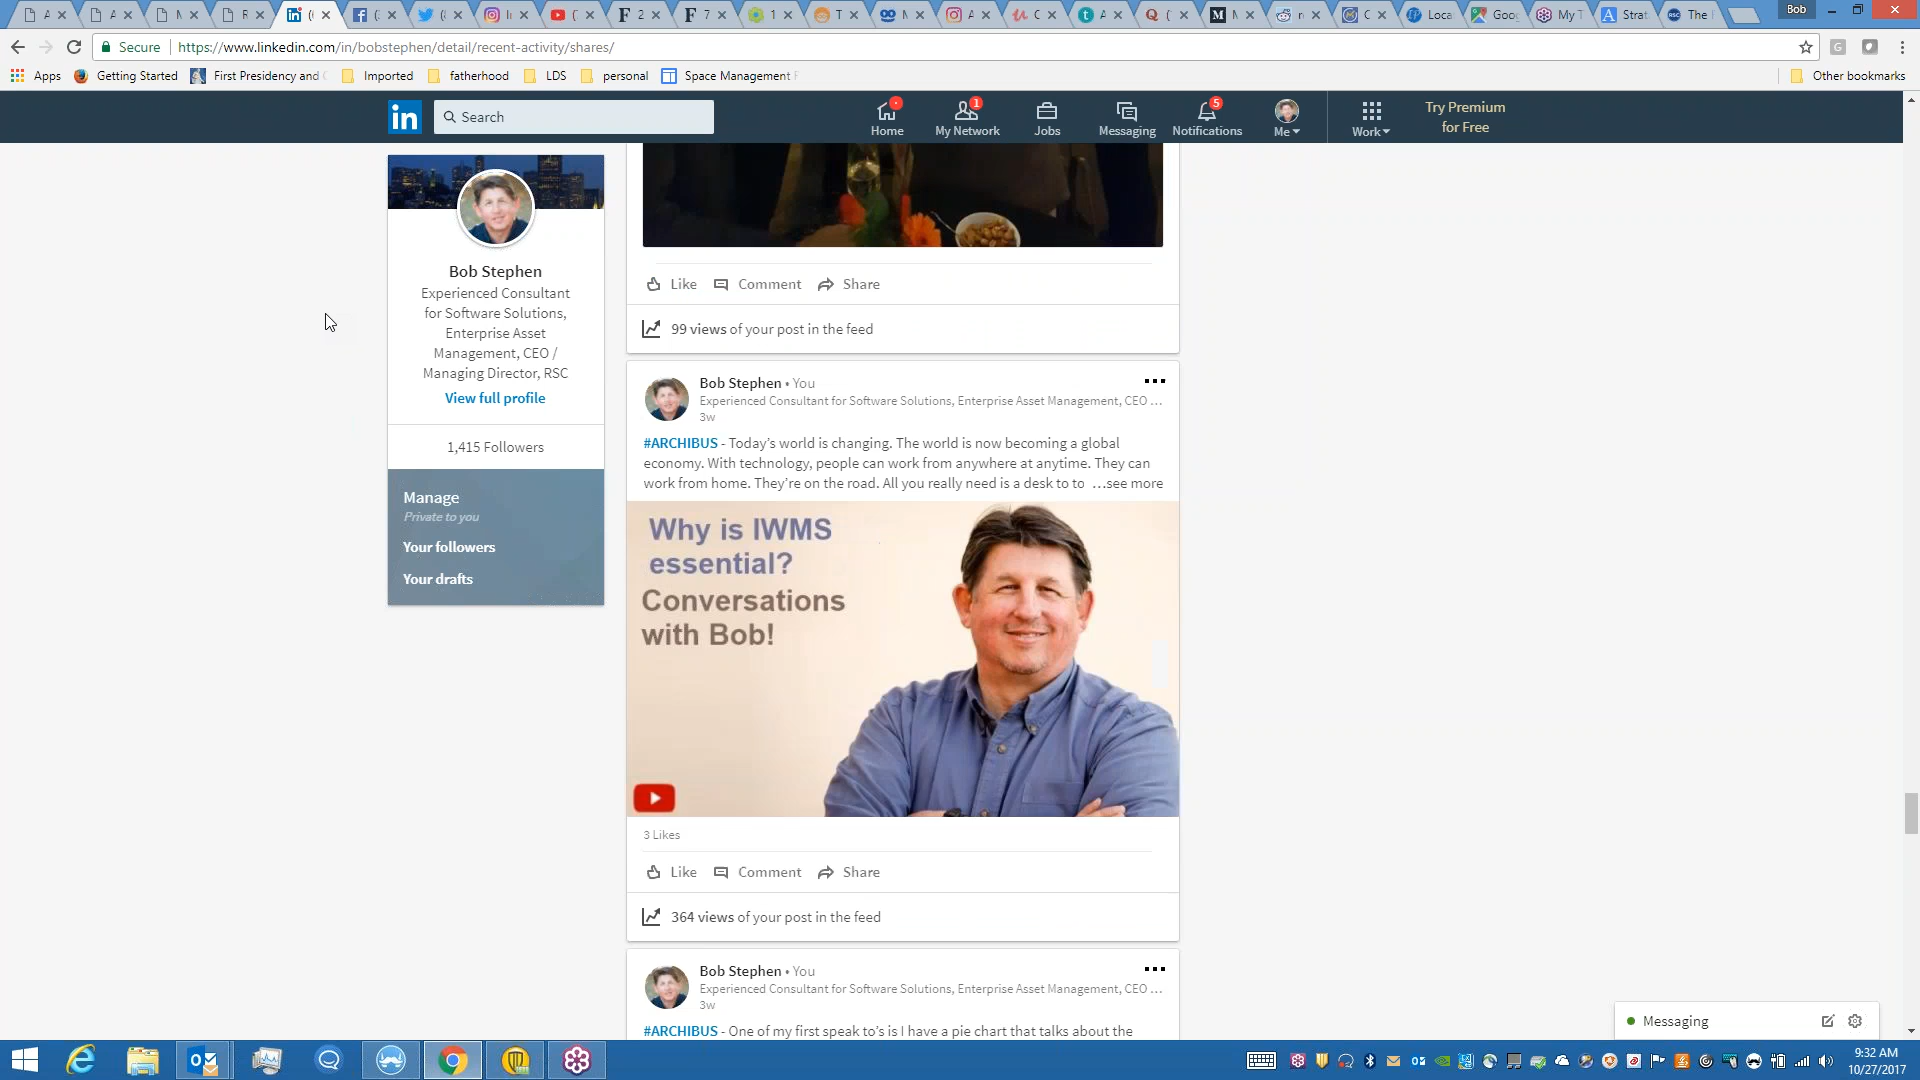 Bob
Secure https://www.linkedin.com/in/bobstephen/detail/recent-activity/shares/
Apps Getting Started First Presidency and Imported fatherhood LDS personal Space Management Other bookmarks
in Search
Home My Network 1 Jobs Messaging Notifications 5 Me Work Try Premium
for Free
Bob Stephen
Experienced Consultant
for Software Solutions,
Enterprise Asset
Management, CEO /
Managing Director, RSC
View full profile
1,415 Followers
Manage
Private to you
Your followers
Your drafts
Like Comment Share
99 views of your post in the feed
Bob Stephen • You
Experienced Consultant for Software Solutions, Enterprise Asset Management, CEO ...
3w
#ARCHIBUS - Today’s world is changing. The world is now becoming a global
economy. With technology, people can work from anywhere at anytime. They can
work from home. They’re on the road. All you really need is a desk to to ...see more
Why is IWMS
essential?
Conversations
with Bob!
3 Likes
Like Comment Share
364 views of your post in the feed
Bob Stephen • You
Experienced Consultant for Software Solutions, Enterprise Asset Management, CEO ...
3w
#ARCHIBUS - One of my first speak to’s is I have a pie chart that talks about the
Messaging
9:32 AM
10/27/2017